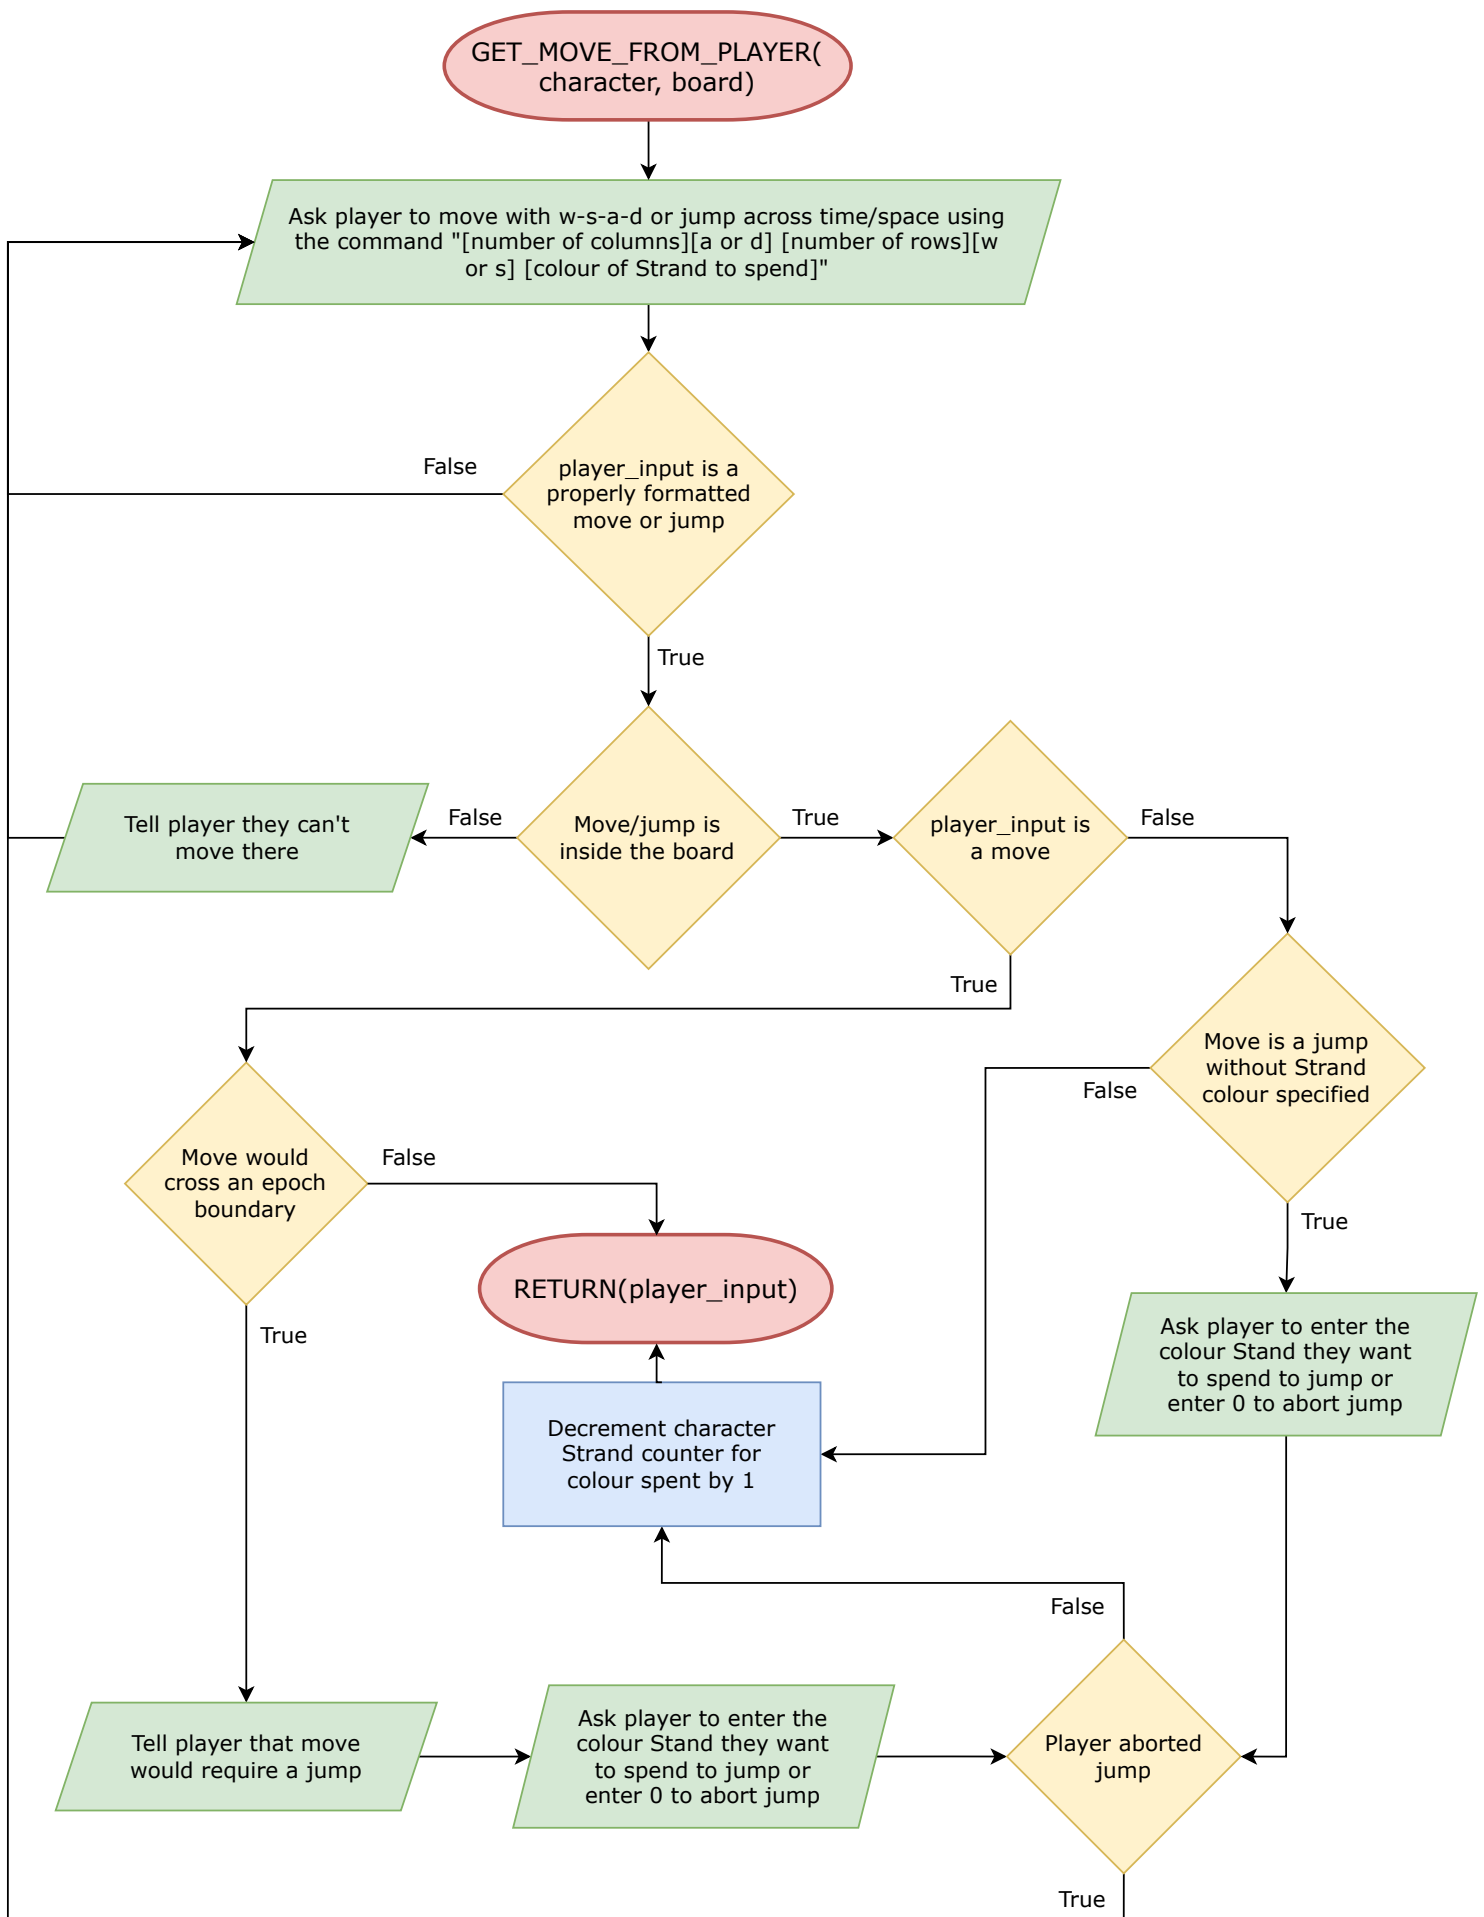 GET_MOVE_FROM_PLAYER(
character, board)
Ask player to move with w-s-a-d or jump across time/space using
the command "[number of columns][a or d] [number of rows][w
or s] [colour of Strand to spend]"
False
player_input is a
properly formatted
move or jump
True
Tell player they can't
move there
False
Move/jump is
inside the board
True
player_input is
a move
False
True
Move is a jump
without Strand
colour specified
False
True
Move would
cross an epoch
boundary
False
True
RETURN(player_input)
Ask player to enter the
colour Stand they want
to spend to jump or
enter 0 to abort jump
Decrement character
Strand counter for
colour spent by 1
False
Tell player that move
would require a jump
Ask player to enter the
colour Stand they want
to spend to jump or
enter 0 to abort jump
Player aborted
jump
True